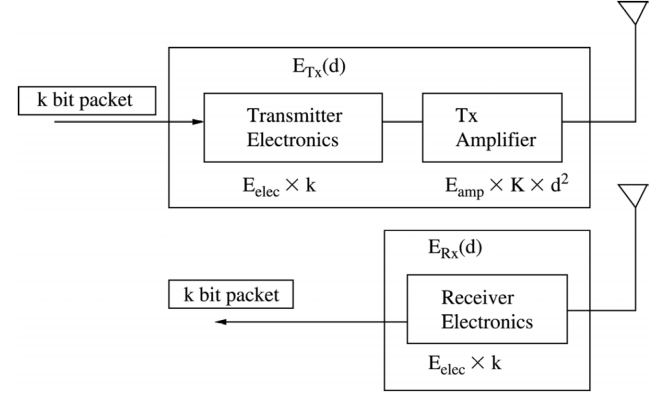 E_Tx(d)
k bit packet
Transmitter
Electronics
Tx
Amplifier
E_elec × k
E_amp × K × d²
E_Rx(d)
k bit packet
Receiver
Electronics
E_elec × k